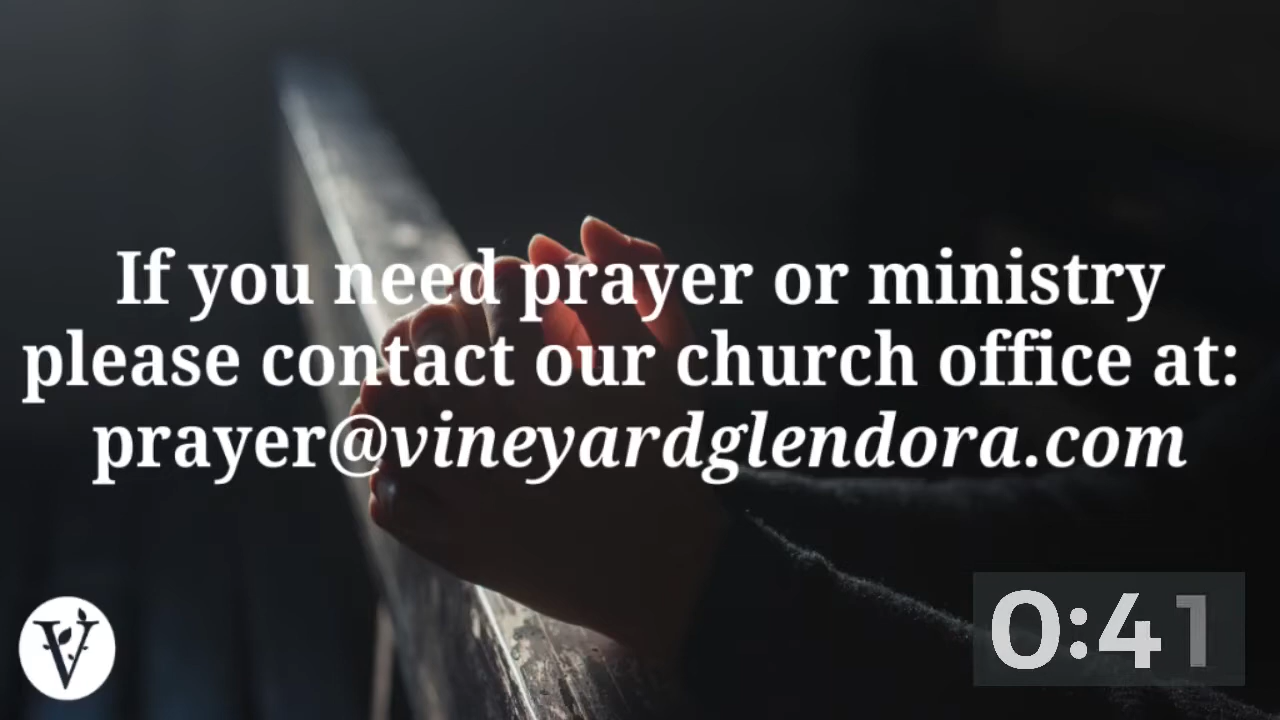 If you need prayer or ministry
please contact our church office at:
prayer@vineyardglendora.com
V
0:41